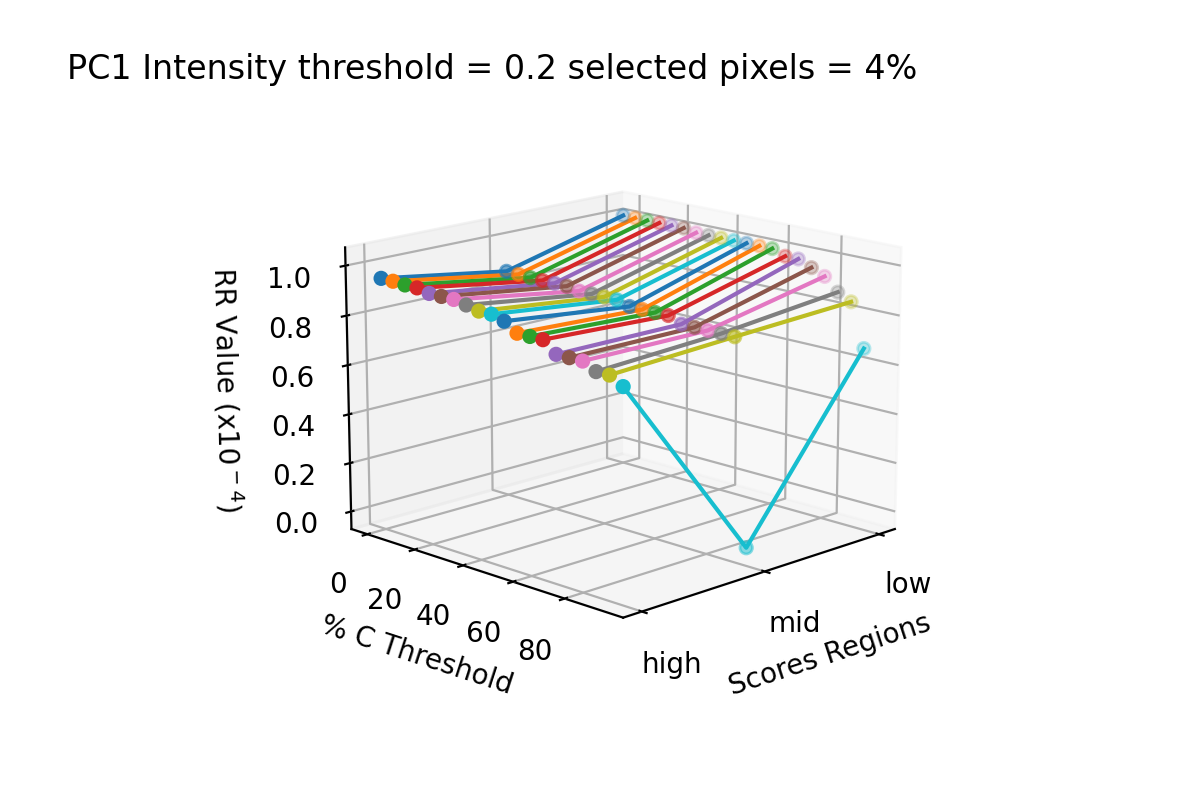 PC1 Intensity threshold = 0.2 selected pixels = 4%
RR Value (x10⁻⁴)
1.0
0.8
0.6
0.4
0.2
0.0
0
20
40
60
80
% C Threshold
high
mid
low
Scores Regions